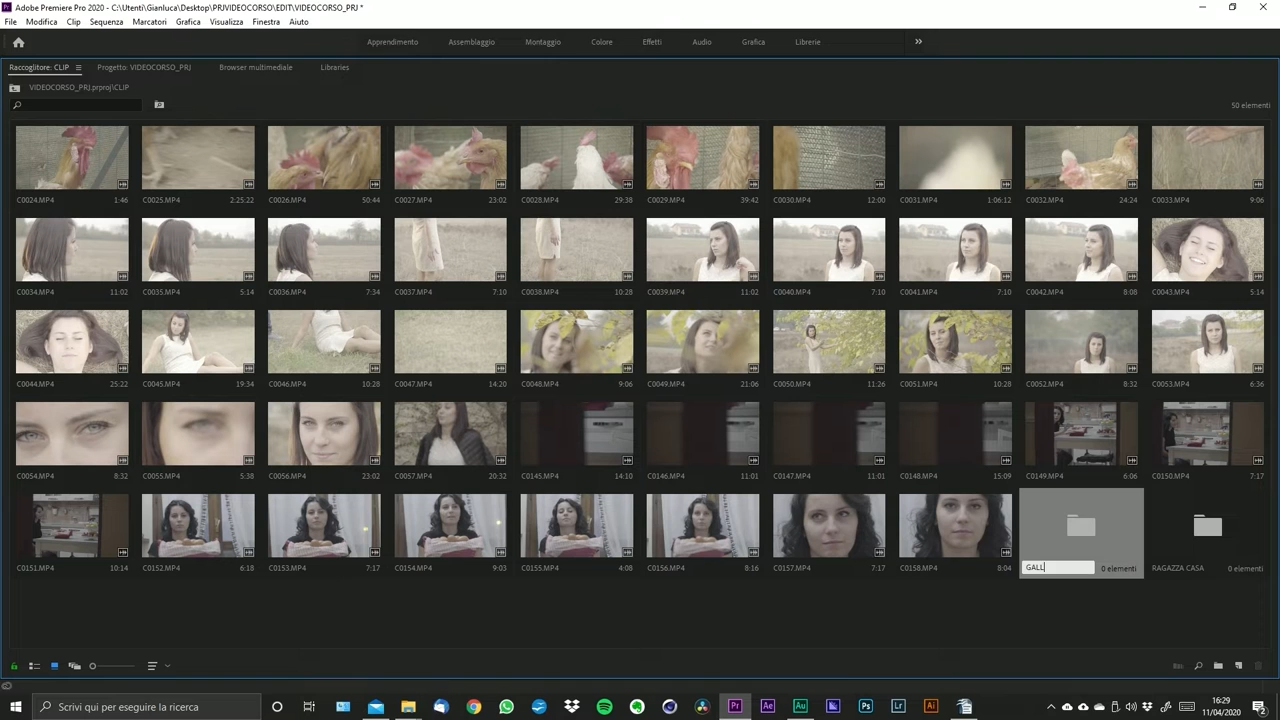 Adobe Premiere Pro 2020 - C:\Utenti\Gianluca\Desktop\PRJVIDEOCORSO\EDIT\VIDEOCORSO_PRJ *
File Modifica Clip Sequenza Marcatori Grafica Visualizza Finestra Aiuto
Apprendimento Assemblaggio Montaggio Colore Effetti Audio Grafica Librerie
Raccoglitore: CLIP Progetto: VIDEOCORSO_PRJ Browser multimediale Libraries
VIDEOCORSO_PRJ.prproj\CLIP
50 elementi
C0024.MP4 1:46 C0025.MP4 2:25:22 C0026.MP4 50:44 C0027.MP4 23:02 C0028.MP4 29:38 C0029.MP4 39:42 C0030.MP4 12:00 C0031.MP4 1:06:12 C0032.MP4 24:24 C0033.MP4 9:06
C0034.MP4 11:02 C0035.MP4 5:14 C0036.MP4 7:34 C0037.MP4 7:10 C0038.MP4 10:28 C0039.MP4 11:02 C0040.MP4 7:10 C0041.MP4 7:10 C0042.MP4 8:08 C0043.MP4 5:14
C0044.MP4 25:22 C0045.MP4 19:34 C0046.MP4 10:28 C0047.MP4 14:20 C0048.MP4 9:06 C0049.MP4 21:06 C0050.MP4 11:26 C0051.MP4 10:28 C0052.MP4 8:32 C0053.MP4 6:36
C0054.MP4 8:32 C0055.MP4 5:38 C0056.MP4 23:02 C0057.MP4 20:32 C0145.MP4 14:10 C0146.MP4 11:01 C0147.MP4 11:01 C0148.MP4 15:09 C0149.MP4 6:06 C0150.MP4 7:17
C0151.MP4 10:14 C0152.MP4 6:18 C0153.MP4 7:17 C0154.MP4 9:03 C0155.MP4 4:08 C0156.MP4 8:16 C0157.MP4 7:17 C0158.MP4 8:04 GALL 0 elementi RAGAZZA CASA 0 elementi
Scrivi qui per eseguire la ricerca
Pr Ae Au Ps Lr Ai
16:29
11/04/2020
2